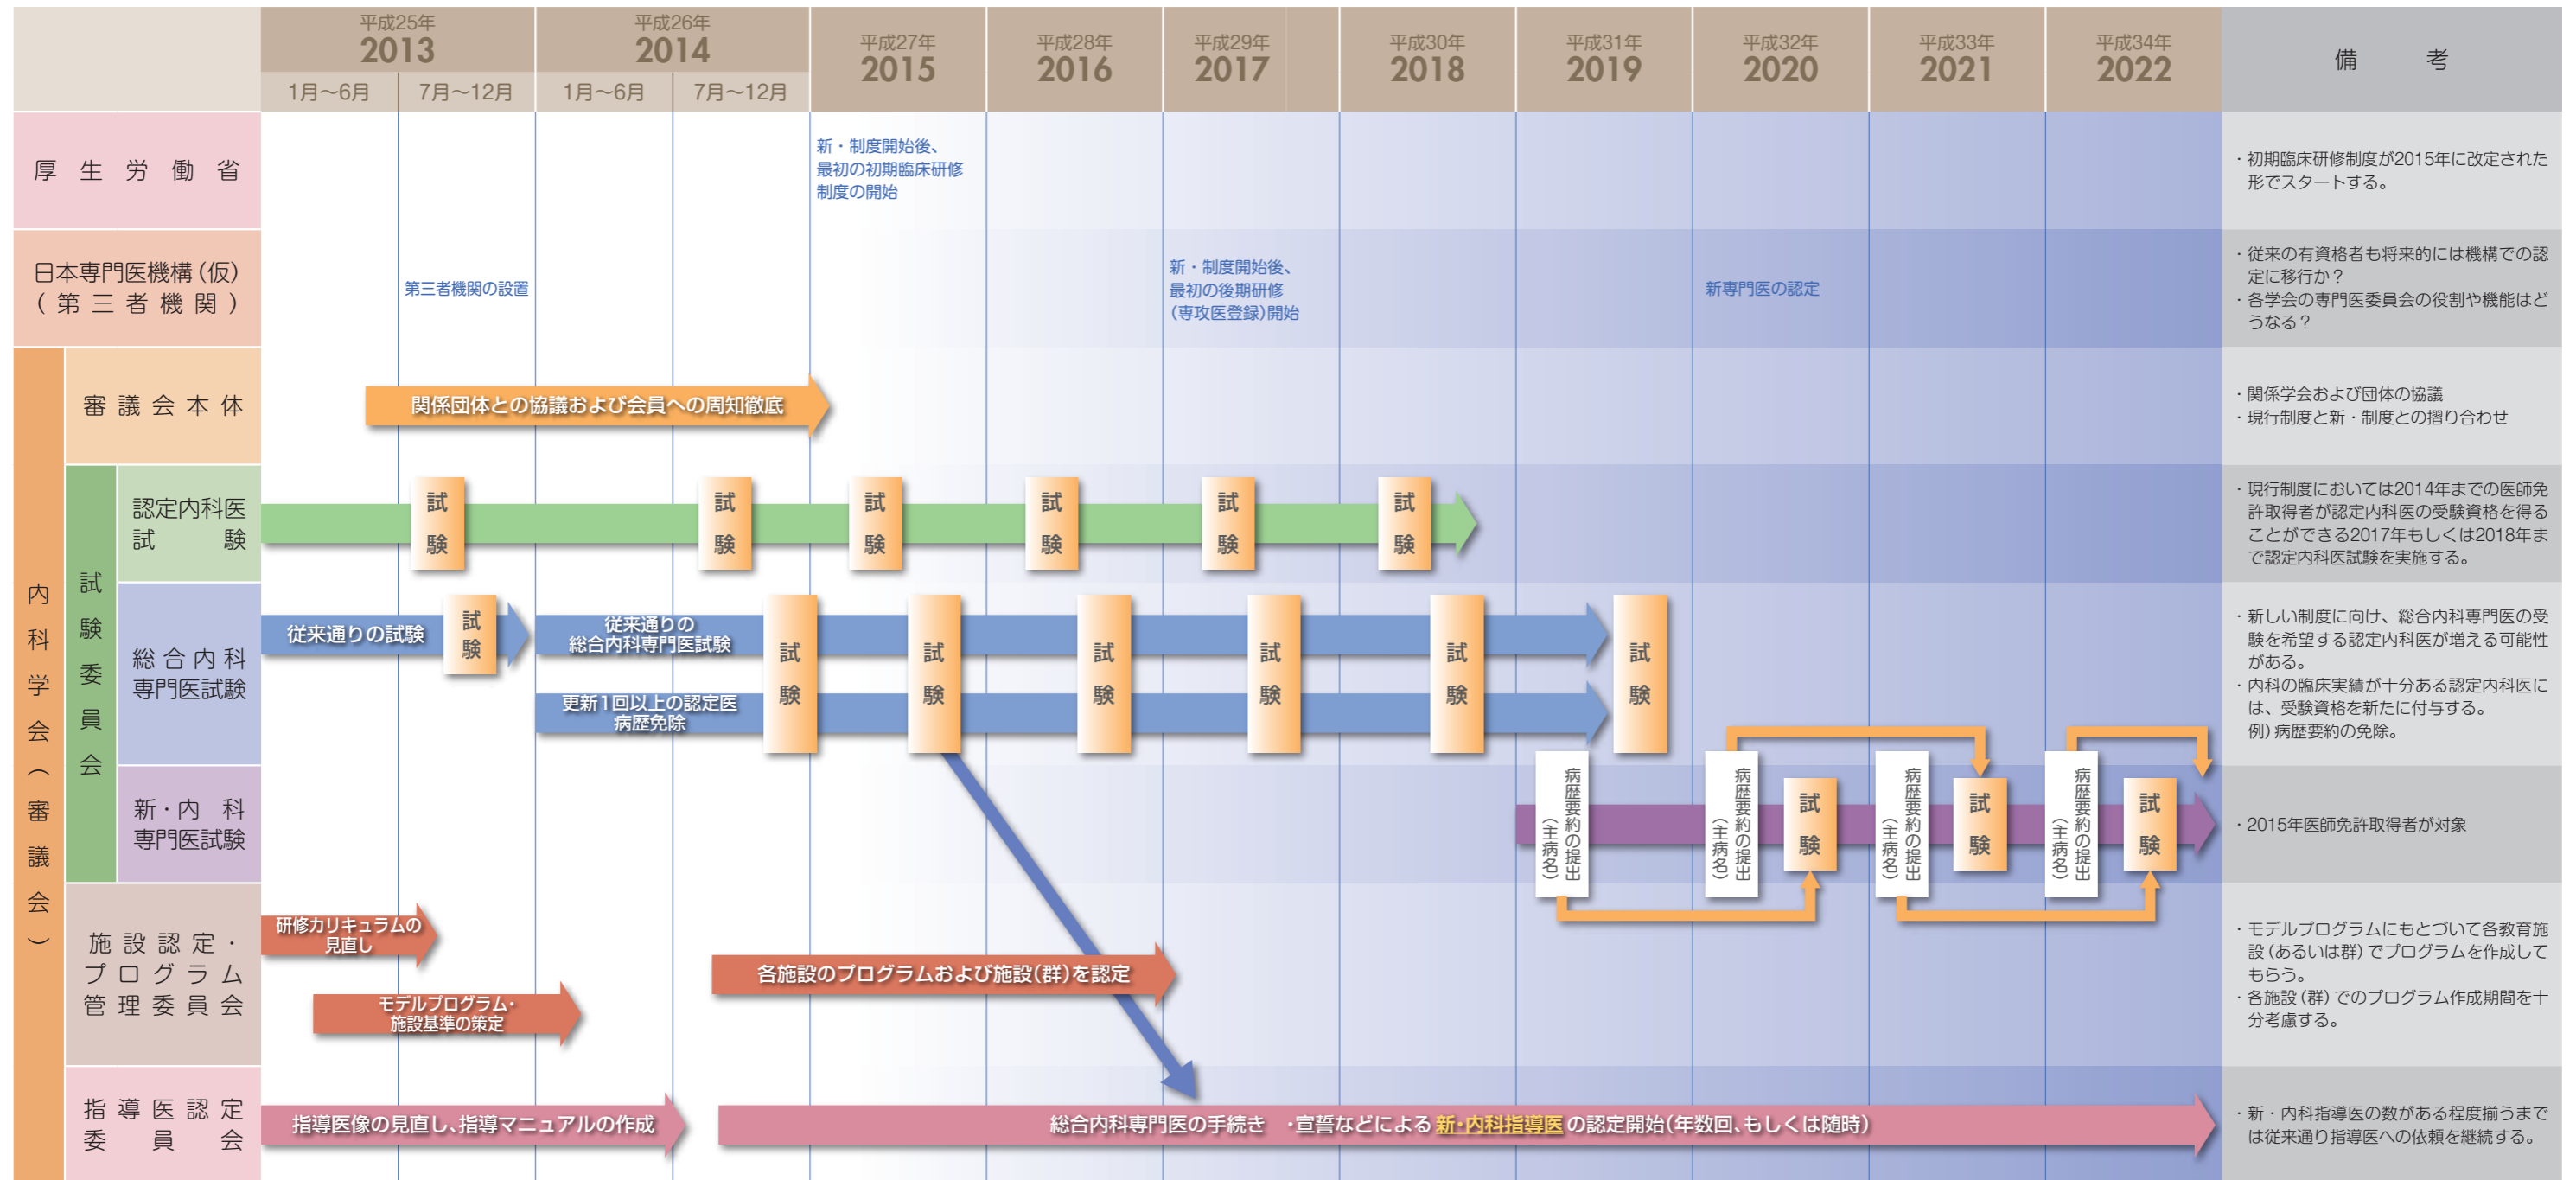 平成25年
2013
平成26年
2014
平成27年
2015
平成28年
2016
平成29年
2017
平成30年
2018
平成31年
2019
平成32年
2020
平成33年
2021
平成34年
2022
備 考
1月～6月
7月～12月
1月～6月
7月～12月
厚生労働省
新・制度開始後、
最初の初期臨床研修
制度の開始
・初期臨床研修制度が2015年に改定された
形でスタートする。
日本専門医機構(仮)
(第三者機関)
第三者機関の設置
新・制度開始後、
最初の後期研修
(専攻医登録)開始
新専門医の認定
・従来の有資格者も将来的には機構での認
定に移行か？
・各学会の専門医委員会の役割や機能はど
うなる？
内科学会(審議会)
審議会本体
関係団体との協議および会員への周知徹底
・関係学会および団体の協議
・現行制度と新・制度との摺り合わせ
試験委員会
認定内科医
試験
試験
試験
試験
試験
試験
試験
・現行制度においては2014年までの医師免
許取得者が認定内科医の受験資格を得る
ことができる2017年もしくは2018年ま
で認定内科医試験を実施する。
総合内科
専門医試験
従来通りの試験
試験
従来通りの
総合内科専門医試験
更新1回以上の認定医
病歴免除
試験
試験
試験
試験
試験
試験
・新しい制度に向け、総合内科専門医の受
験を希望する認定内科医が増える可能性
がある。
・内科の臨床実績が十分ある認定内科医に
は、受験資格を新たに付与する。
例)病歴要約の免除。
新・内科
専門医試験
病歴要約の提出
(主病名)
病歴要約の提出
(主病名)
試験
病歴要約の提出
(主病名)
試験
病歴要約の提出
(主病名)
試験
・2015年医師免許取得者が対象
施設認定・
プログラム
管理委員会
研修カリキュラムの
見直し
モデルプログラム・
施設基準の策定
各施設のプログラムおよび施設(群)を認定
・モデルプログラムにもとづいて各教育施
設(あるいは群)でプログラムを作成して
もらう。
・各施設(群)でのプログラム作成期間を十
分考慮する。
指導医認定
委員会
指導医像の見直し、指導マニュアルの作成
総合内科専門医の手続き ・宣誓などによる 新・内科指導医 の認定開始(年数回、もしくは随時)
・新・内科指導医の数がある程度揃うまで
は従来通り指導医への依頼を継続する。